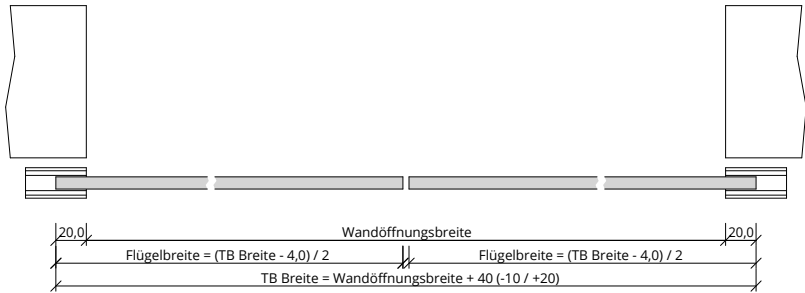 20,0 Wandöffnungsbreite 20,0
Flügelbreite = (TB Breite - 4,0) / 2 Flügelbreite = (TB Breite - 4,0) / 2
TB Breite = Wandöffnungsbreite + 40 (-10 / +20)